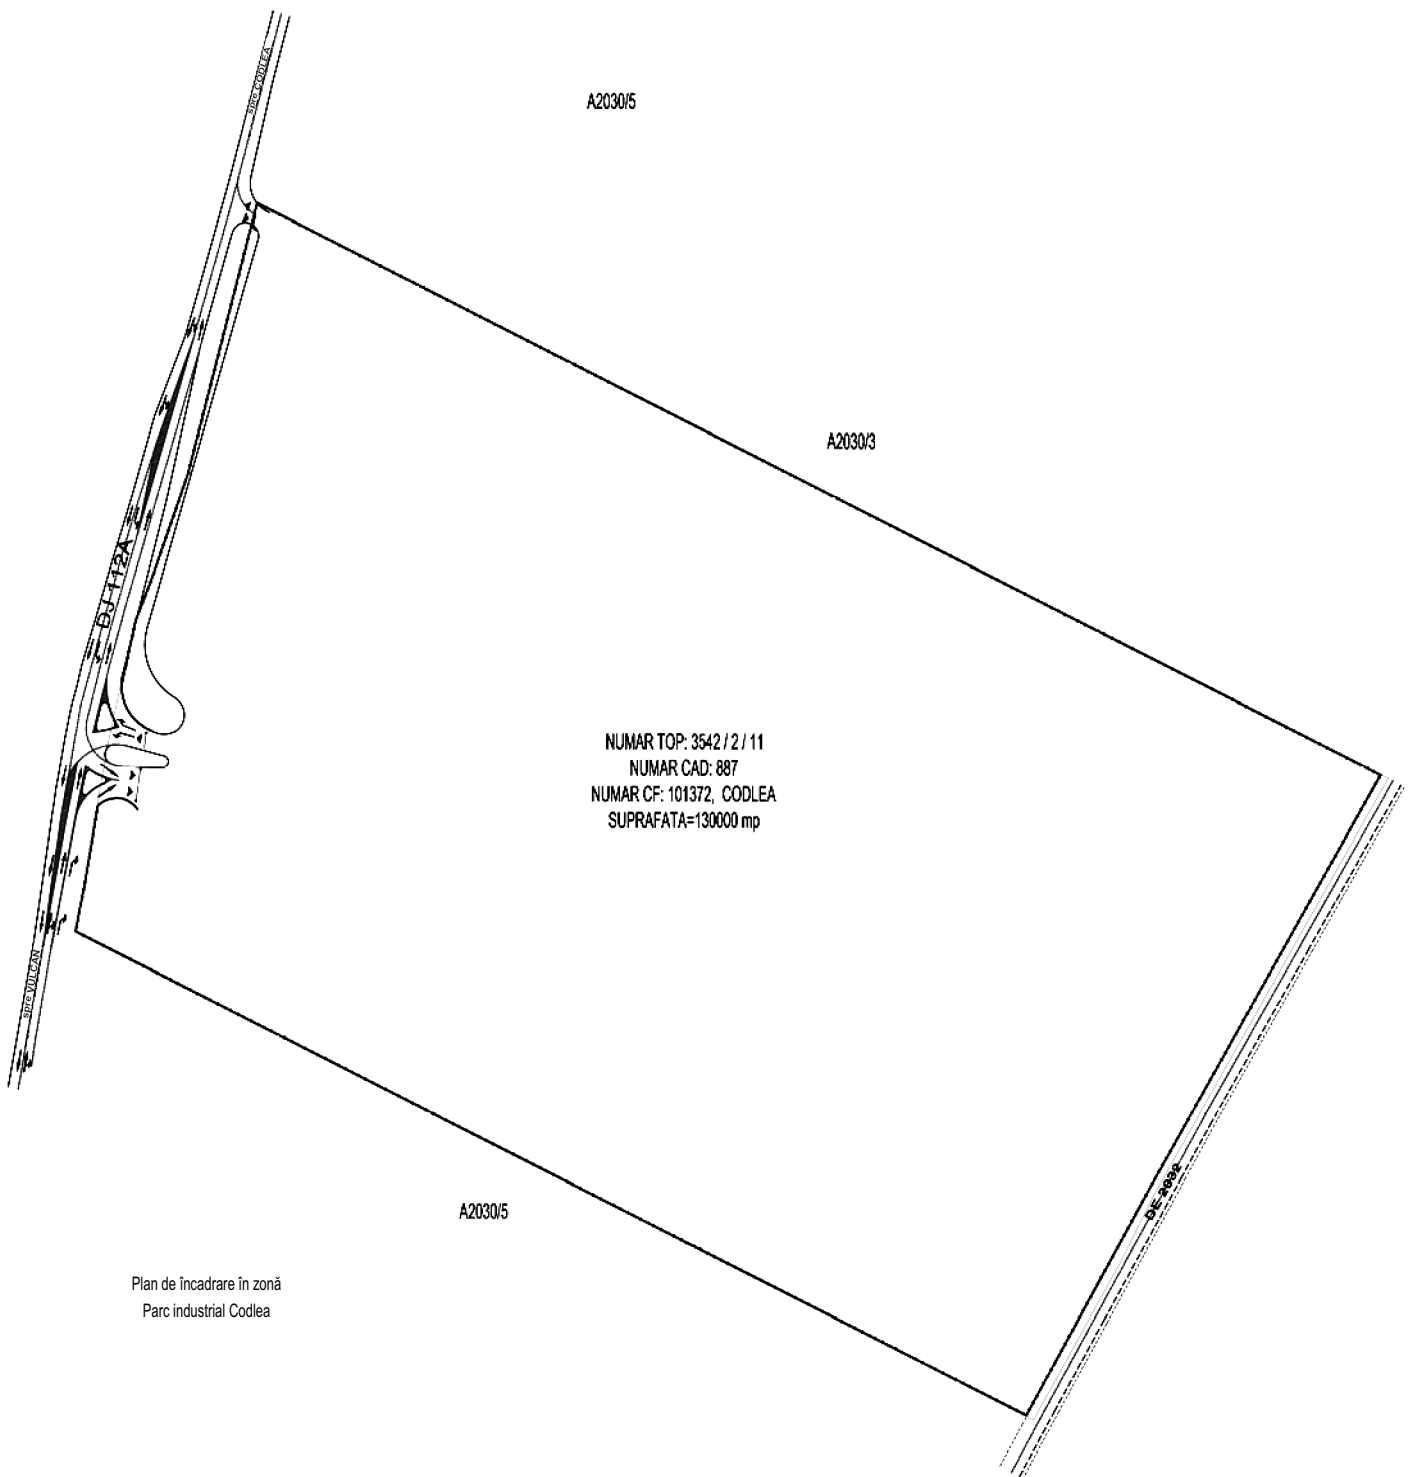 spre CODLEA
A2030/5
A2030/3
DJ 112A
NUMAR TOP: 3542 / 2 / 11
NUMAR CAD: 887
NUMAR CF: 101372, CODLEA
SUPRAFATA=130000 mp
spre VULCAN
DE 2032
A2030/5
Plan de încadrare în zonă
Parc industrial Codlea